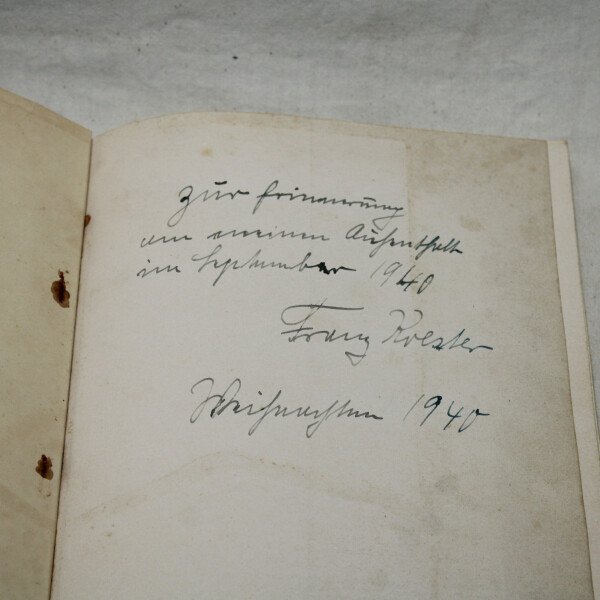 Zur Erinnerung
an meinen Aufenthalt
im September 1940
Franz Koester
Weihnachten 1940